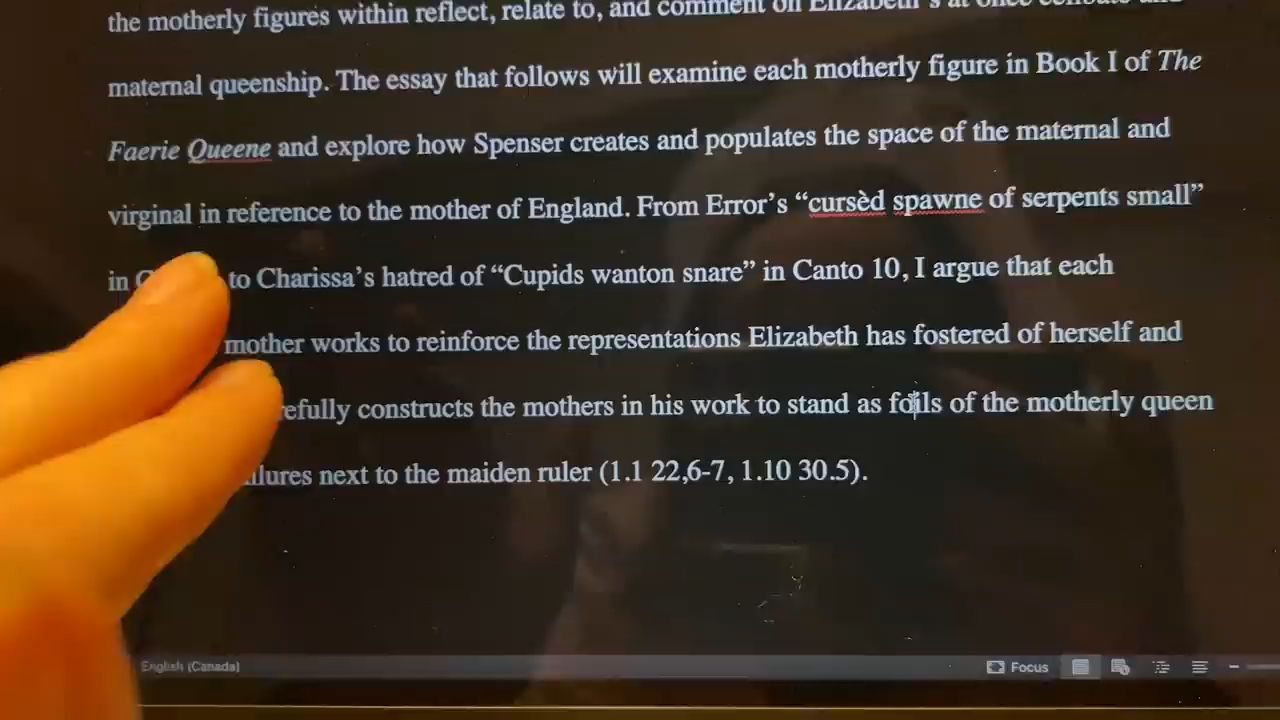 the motherly figures within reflect, relate to, and comment on Elizabeth's at once
maternal queenship. The essay that follows will examine each motherly figure in Book I of The
Faerie Queene and explore how Spenser creates and populates the space of the maternal and
virginal in reference to the mother of England. From Error's “cursèd spawne of serpents small”
in to Charissa's hatred of “Cupids wanton snare” in Canto 10, I argue that each
mother works to reinforce the representations Elizabeth has fostered of herself and
constructs the mothers in his work to stand as foils of the motherly queen
next to the maiden ruler (1.1 22,6-7, 1.10 30.5).
English (Canada)
Focus